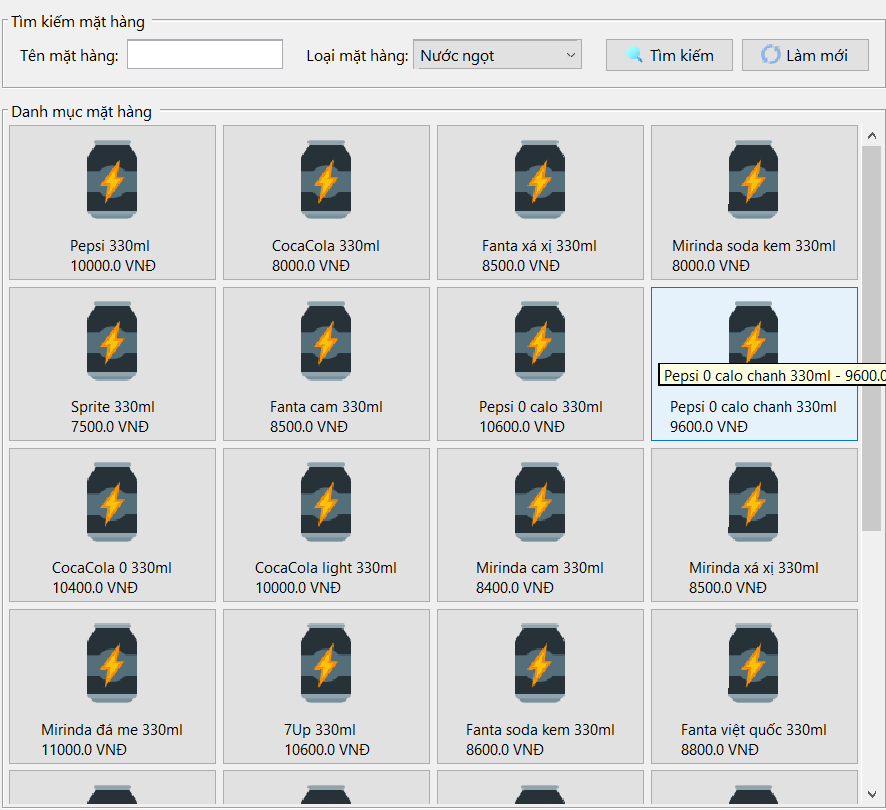 Tìm kiếm mặt hàng
Tên mặt hàng: Loại mặt hàng: Nước ngọt Tìm kiếm Làm mới
Danh mục mặt hàng
Pepsi 330ml
10000.0 VNĐ
CocaCola 330ml
8000.0 VNĐ
Fanta xá xị 330ml
8500.0 VNĐ
Mirinda soda kem 330ml
8000.0 VNĐ
Sprite 330ml
7500.0 VNĐ
Fanta cam 330ml
8500.0 VNĐ
Pepsi 0 calo 330ml
10600.0 VNĐ
Pepsi 0 calo chanh 330ml - 9600.0
Pepsi 0 calo chanh 330ml
9600.0 VNĐ
CocaCola 0 330ml
10400.0 VNĐ
CocaCola light 330ml
10000.0 VNĐ
Mirinda cam 330ml
8400.0 VNĐ
Mirinda xá xị 330ml
8500.0 VNĐ
Mirinda đá me 330ml
11000.0 VNĐ
7Up 330ml
10600.0 VNĐ
Fanta soda kem 330ml
8600.0 VNĐ
Fanta việt quốc 330ml
8800.0 VNĐ